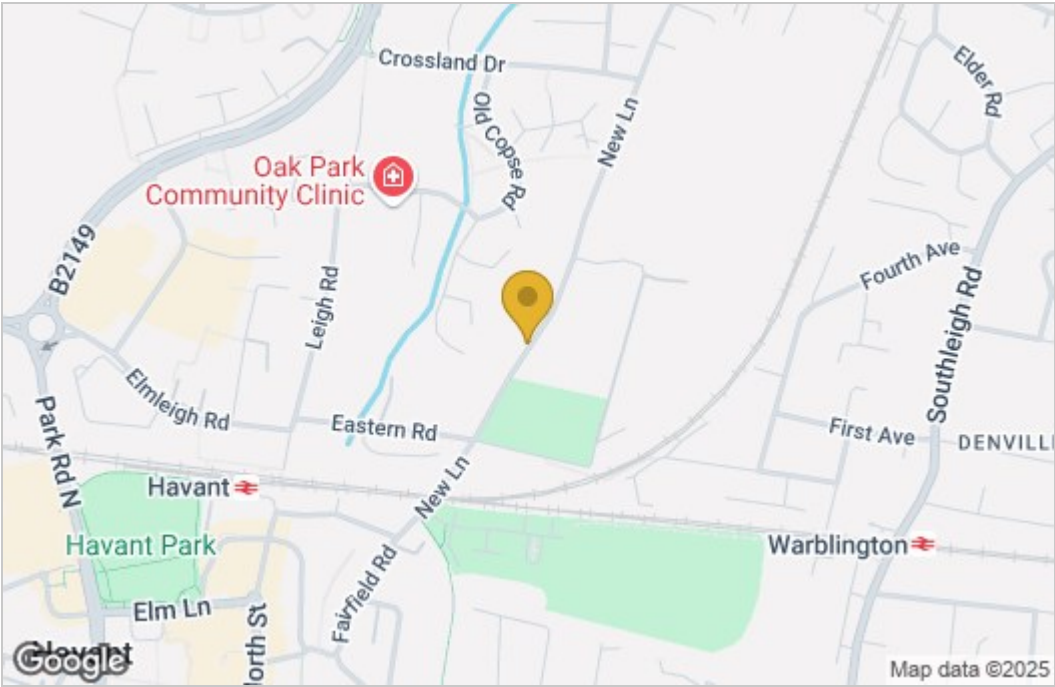 Crossland Dr
Elder Rd
Old Copse Rd
New Ln
Oak Park
Community Clinic
B2149
Leigh Rd
Fourth Ave
Southleigh Rd
Elmleigh Rd
Eastern Rd
First Ave
DENVILL
Park Rd N
New Ln
Havant
Havant Park
Warblington
Fairfield Rd
Elm Ln
North St
Havant
Google
Map data ©2025